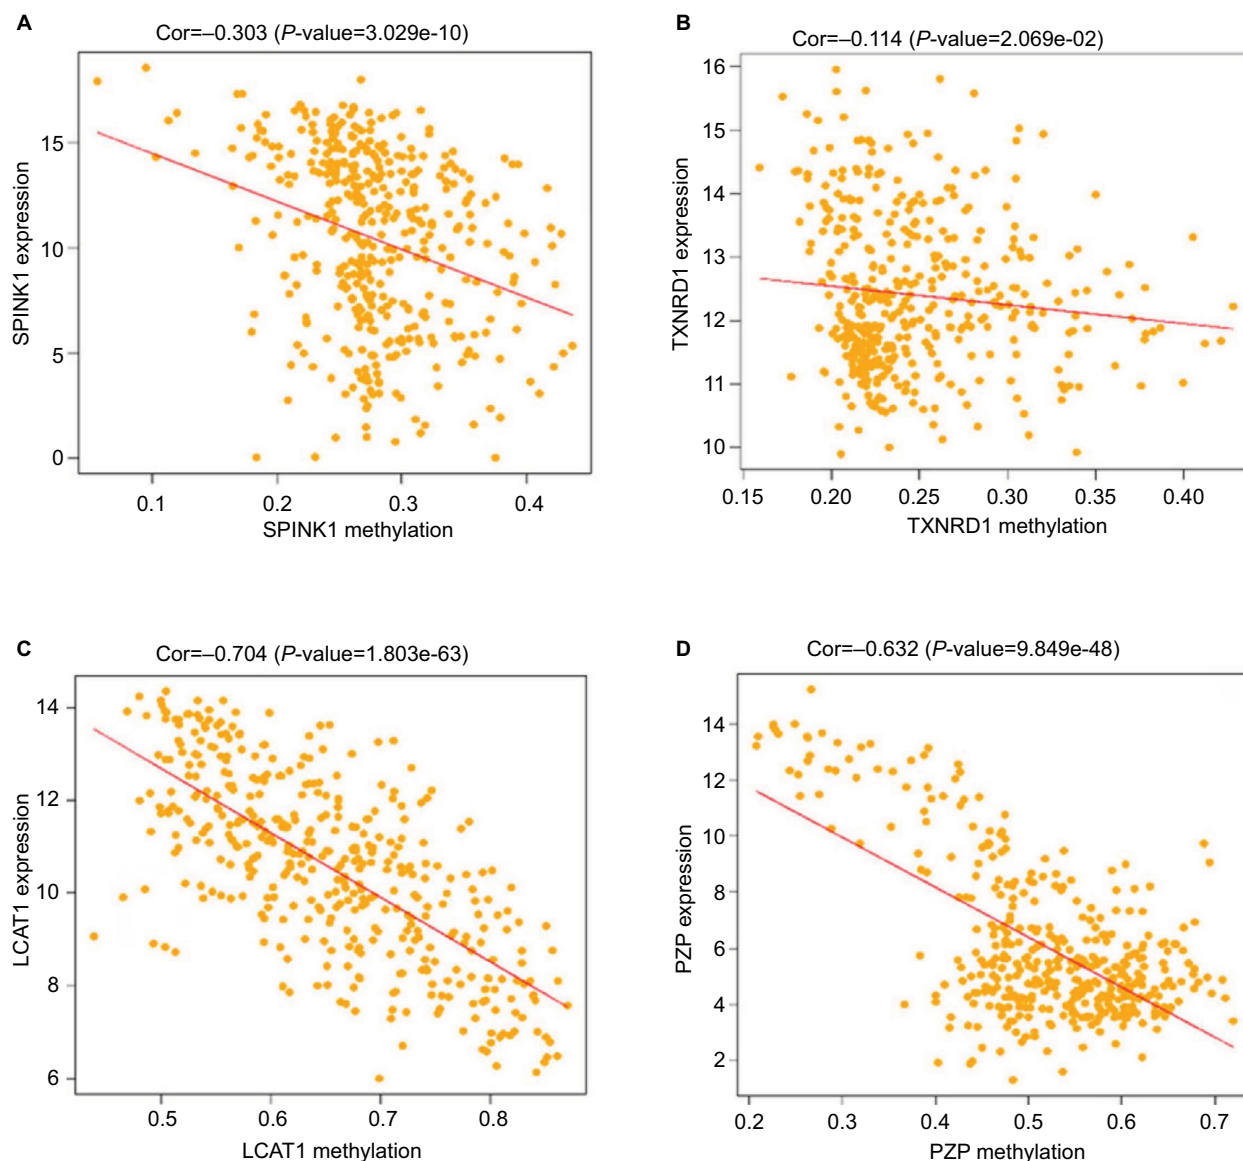 A
Cor=–0.303 (P-value=3.029e-10)
SPINK1 expression
15
10
5
0
0.1 0.2 0.3 0.4
SPINK1 methylation
B
Cor=–0.114 (P-value=2.069e-02)
TXNRD1 expression
16
15
14
13
12
11
10
0.15 0.20 0.25 0.30 0.35 0.40
TXNRD1 methylation
C
Cor=–0.704 (P-value=1.803e-63)
LCAT1 expression
14
12
10
8
6
0.5 0.6 0.7 0.8
LCAT1 methylation
D
Cor=–0.632 (P-value=9.849e-48)
PZP expression
14
12
10
8
6
4
2
0.2 0.3 0.4 0.5 0.6 0.7
PZP methylation